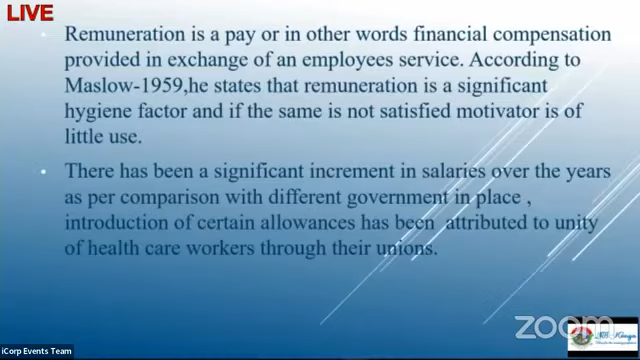 LIVE
• Remuneration is a pay or in other words financial compensation
provided in exchange of an employees service. According to
Maslow-1959,he states that remuneration is a significant
hygiene factor and if the same is not satisfied motivator is of
little use.
• There has been a significant increment in salaries over the years
as per comparison with different government in place ,
introduction of certain allowances has been attributed to unity
of health care workers through their unions.
zoom
iCorp Events Team